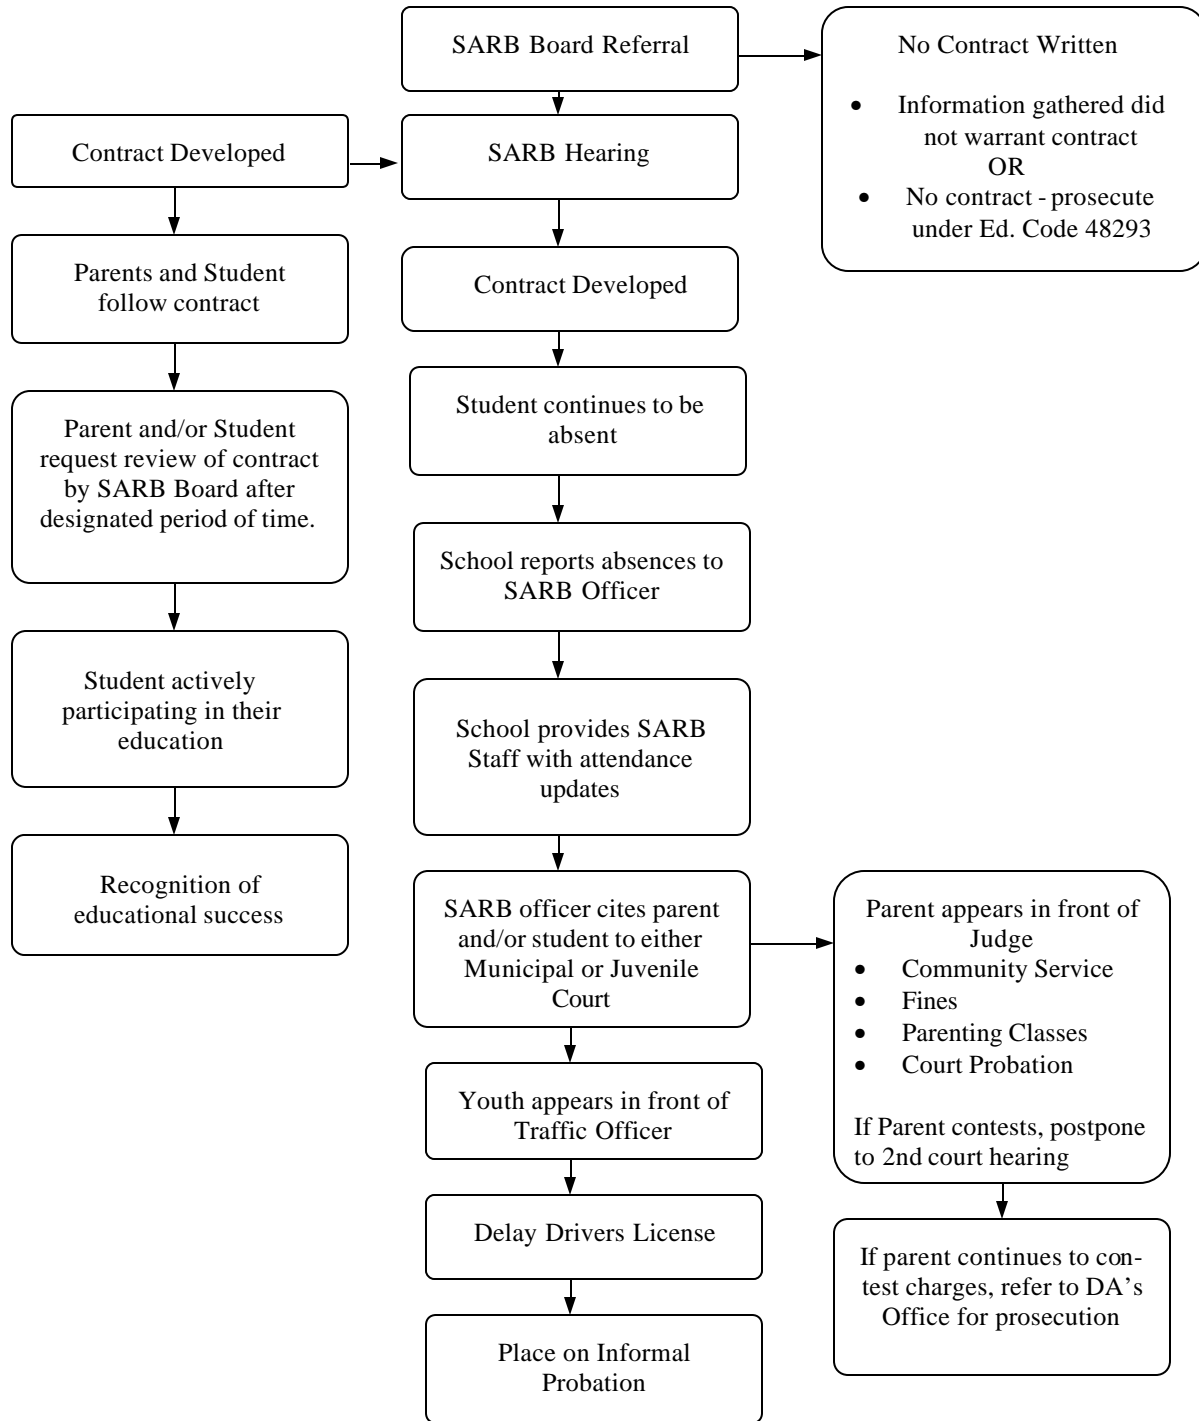 SARB Board Referral
No Contract Written
• Information gathered did
not warrant contract
OR
• No contract - prosecute
under Ed. Code 48293
Contract Developed
SARB Hearing
Parents and Student
follow contract
Contract Developed
Parent and/or Student
request review of contract
by SARB Board after
designated period of time.
Student continues to be
absent
School reports absences to
SARB Officer
Student actively
participating in their
education
School provides SARB
Staff with attendance
updates
Recognition of
educational success
SARB officer cites parent
and/or student to either
Municipal or Juvenile
Court
Parent appears in front of
Judge
• Community Service
• Fines
• Parenting Classes
• Court Probation
If Parent contests, postpone
to 2nd court hearing
Youth appears in front of
Traffic Officer
Delay Drivers License
If parent continues to con-
test charges, refer to DA's
Office for prosecution
Place on Informal
Probation